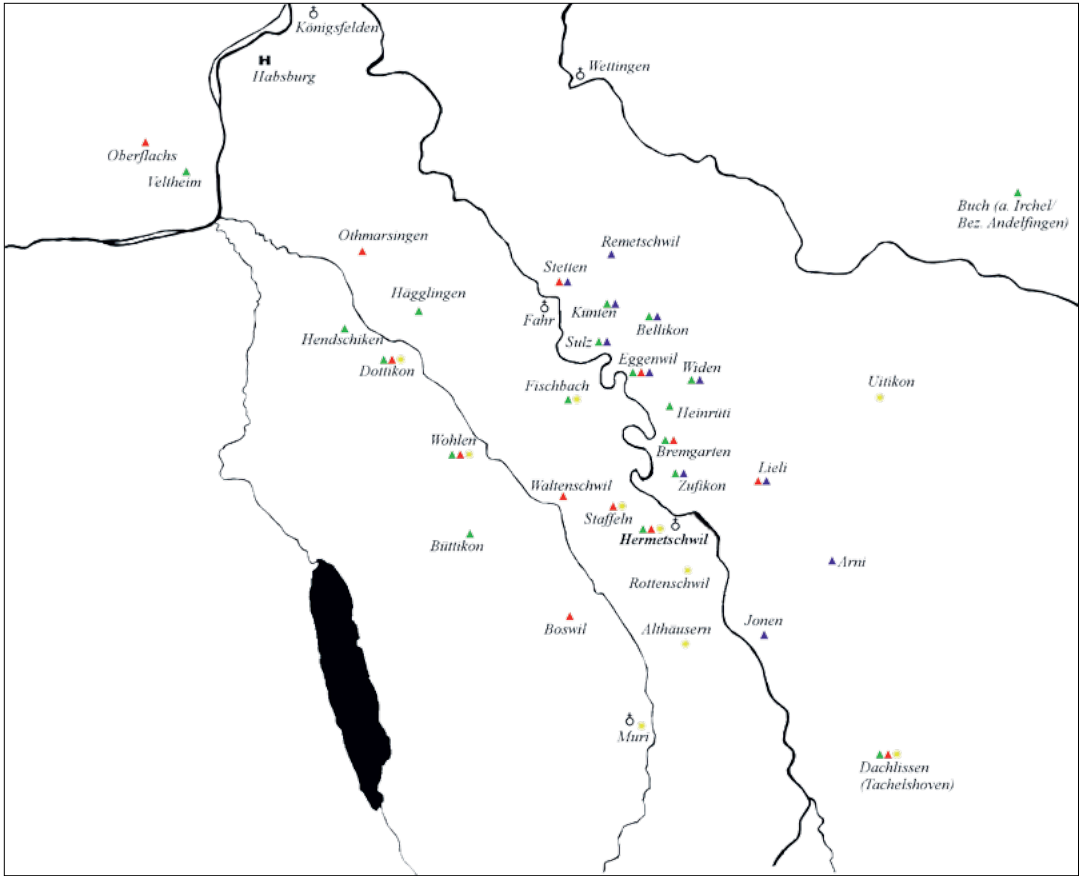 Königsfelden
H
Habsburg
Wettingen
Oberflachs
Veltheim
Buch (a. Irchel/
Bez. Andelfingen)
Othmarsingen
Remetschwil
Stetten
Hägglingen
Künten
Fahr
Bellikon
Hendschiken
Sulz
Dottikon
Eggenwil
Widen
Fischbach
Uitikon
Heinrüti
Wohlen
Bremgarten
Lieli
Zufikon
Waltenschwil
Staffeln
Hermetschwil
Büttikon
Arni
Rottenschwil
Boswil
Althäusern
Jonen
Muri
Dachlissen
(Tachelshoven)